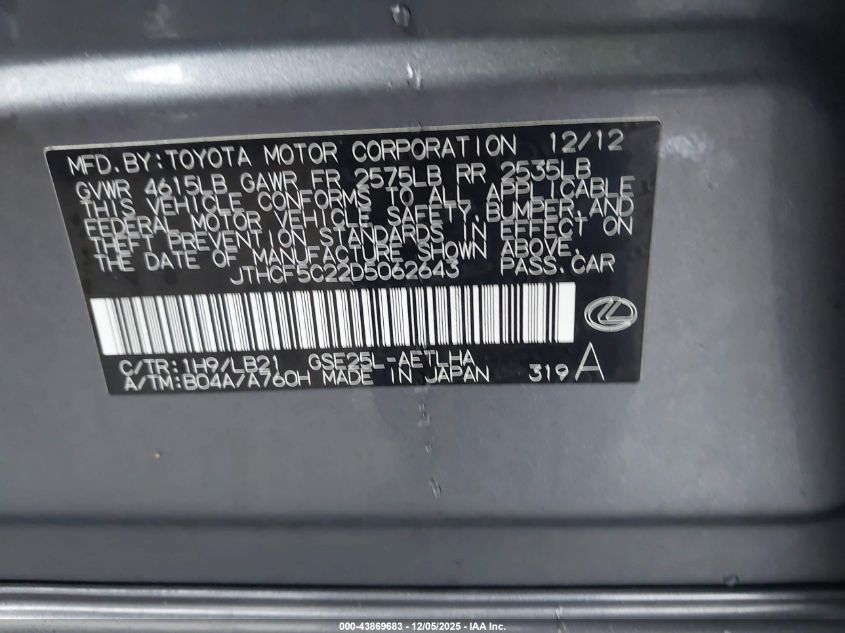 MFD.BY:TOYOTA MOTOR CORPORATION 12/12
GVWR 4615LB GAWR FR 2575LB RR 2535LB
THIS VEHICLE CONFORMS TO ALL APPLICABLE
FEDERAL MOTOR VEHICLE SAFETY, BUMPER, AND
THEFT PREVENTION STANDARDS IN EFFECT ON
THE DATE OF MANUFACTURE SHOWN ABOVE.
JTHCF5C22D5062643 PASS.CAR
C/TR:1H9/LB21 GSE25L-AETLHA
A/TM:B04A/A760H MADE IN JAPAN 319 A
000-43869683 - 12/05/2025 - IAA Inc.